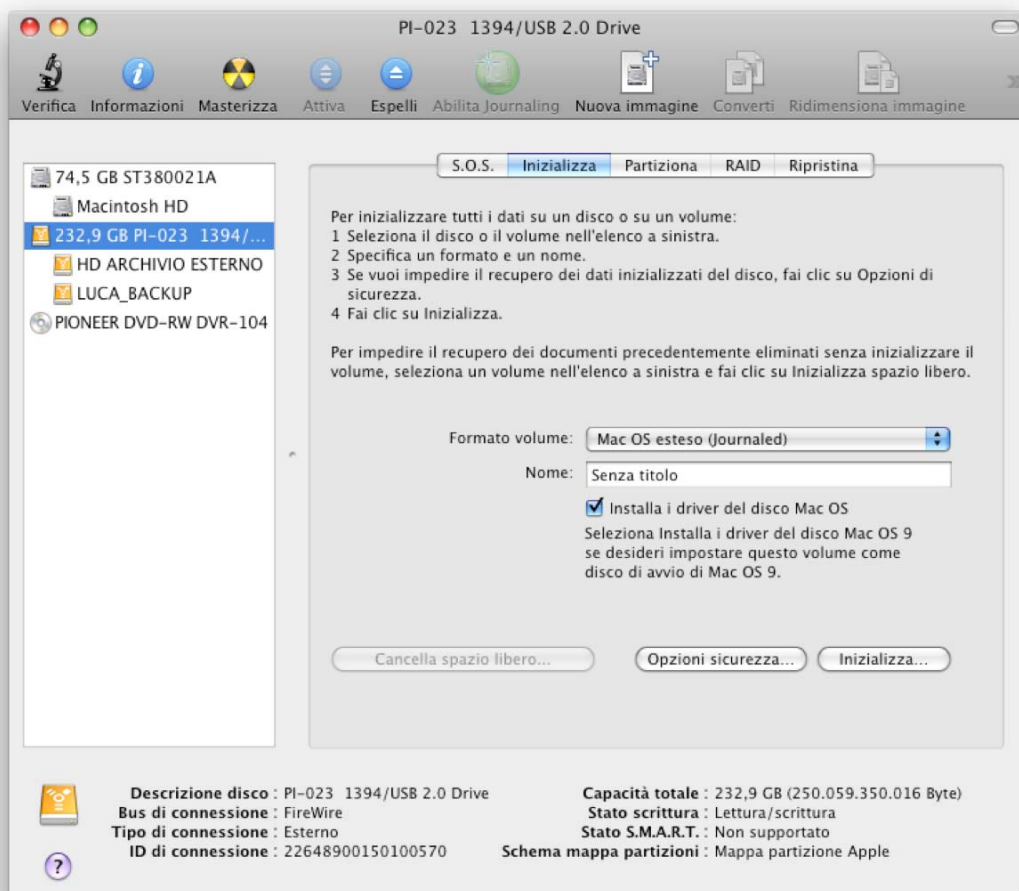 PI-023 1394/USB 2.0 Drive
Verifica Informazioni Masterizza Attiva Espelli Abilita Journaling Nuova immagine Converti Ridimensiona immagine
74,5 GB ST380021A
Macintosh HD
232,9 GB PI-023 1394/...
HD ARCHIVIO ESTERNO
LUCA_BACKUP
PIONEER DVD-RW DVR-104
S.O.S. Inizializza Partiziona RAID Ripristina
Per inizializzare tutti i dati su un disco o su un volume:
1 Seleziona il disco o il volume nell'elenco a sinistra.
2 Specifica un formato e un nome.
3 Se vuoi impedire il recupero dei dati inizializzati del disco, fai clic su Opzioni di
sicurezza.
4 Fai clic su Inizializza.
Per impedire il recupero dei documenti precedentemente eliminati senza inizializzare il
volume, seleziona un volume nell'elenco a sinistra e fai clic su Inizializza spazio libero.
Formato volume: Mac OS esteso (Journaled)
Nome: Senza titolo
Installa i driver del disco Mac OS
Seleziona Installa i driver del disco Mac OS 9
se desideri impostare questo volume come
disco di avvio di Mac OS 9.
Cancella spazio libero... Opzioni sicurezza... Inizializza...
Descrizione disco : PI-023 1394/USB 2.0 Drive
Bus di connessione : FireWire
Tipo di connessione : Esterno
ID di connessione : 22648900150100570
Capacità totale : 232,9 GB (250.059.350.016 Byte)
Stato scrittura : Lettura/scrittura
Stato S.M.A.R.T. : Non supportato
Schema mappa partizioni : Mappa partizione Apple
?